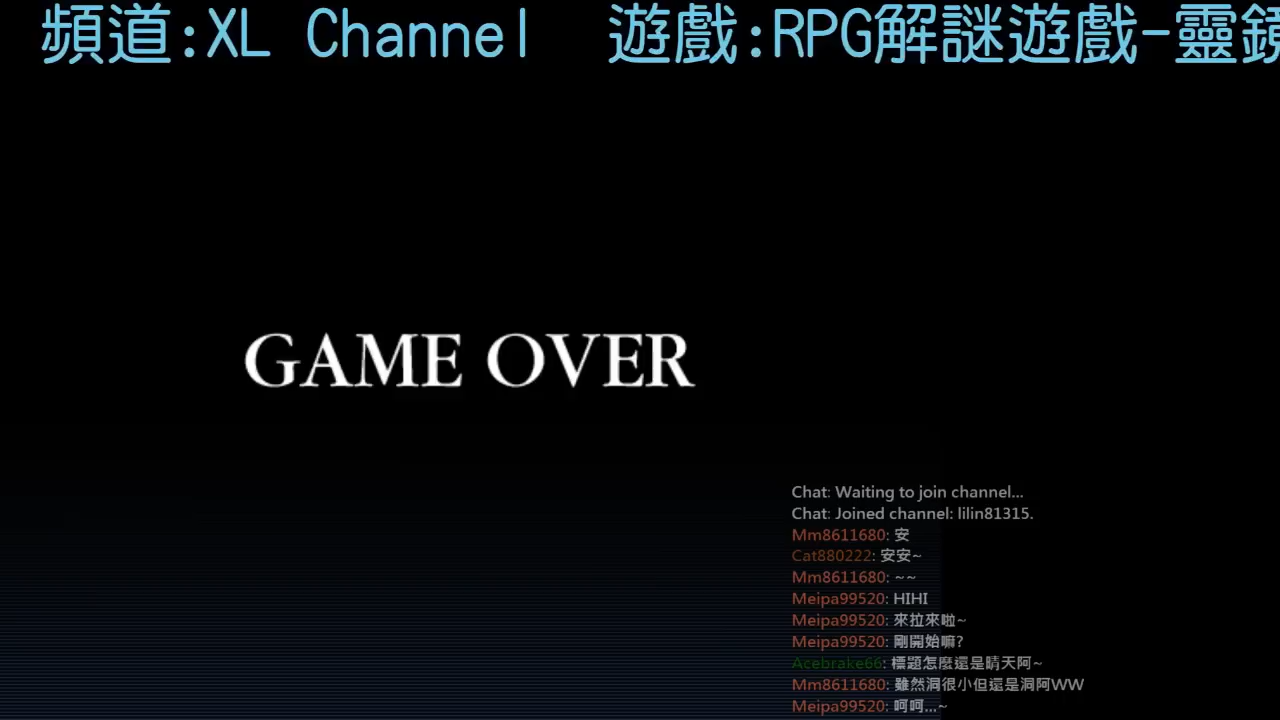 頻道:XL Channel 遊戲:RPG解謎遊戲-靈鏡
GAME OVER
Chat: Waiting to join channel...
Chat: Joined channel: lilin81315.
Mm8611680: 安
Cat880222: 安安~
Mm8611680: ~~
Meipa99520: HIHI
Meipa99520: 來拉來啦~
Meipa99520: 剛開始嘛?
Acebrake66: 標題怎麼還是晴天阿~
Mm8611680: 雖然洞很小但還是洞阿WW
Meipa99520: 呵呵...~